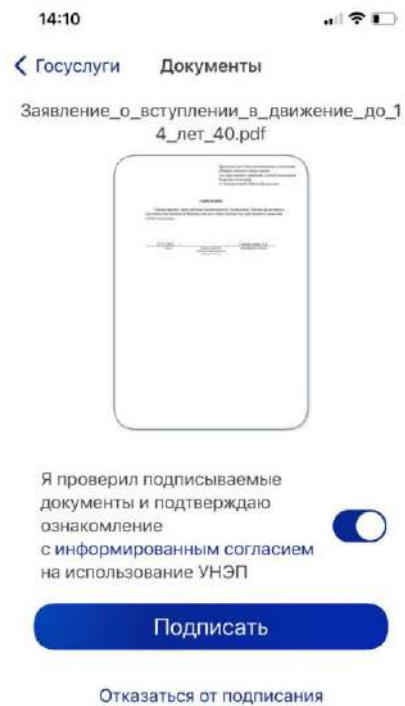 14:10
Госуслуги Документы
Заявление_о_вступлении_в_движение_до_1
4_лет_40.pdf
Я проверил подписываемые
документы и подтверждаю
ознакомление
с информированным согласием
на использование УНЭП
Подписать
Отказаться от подписания